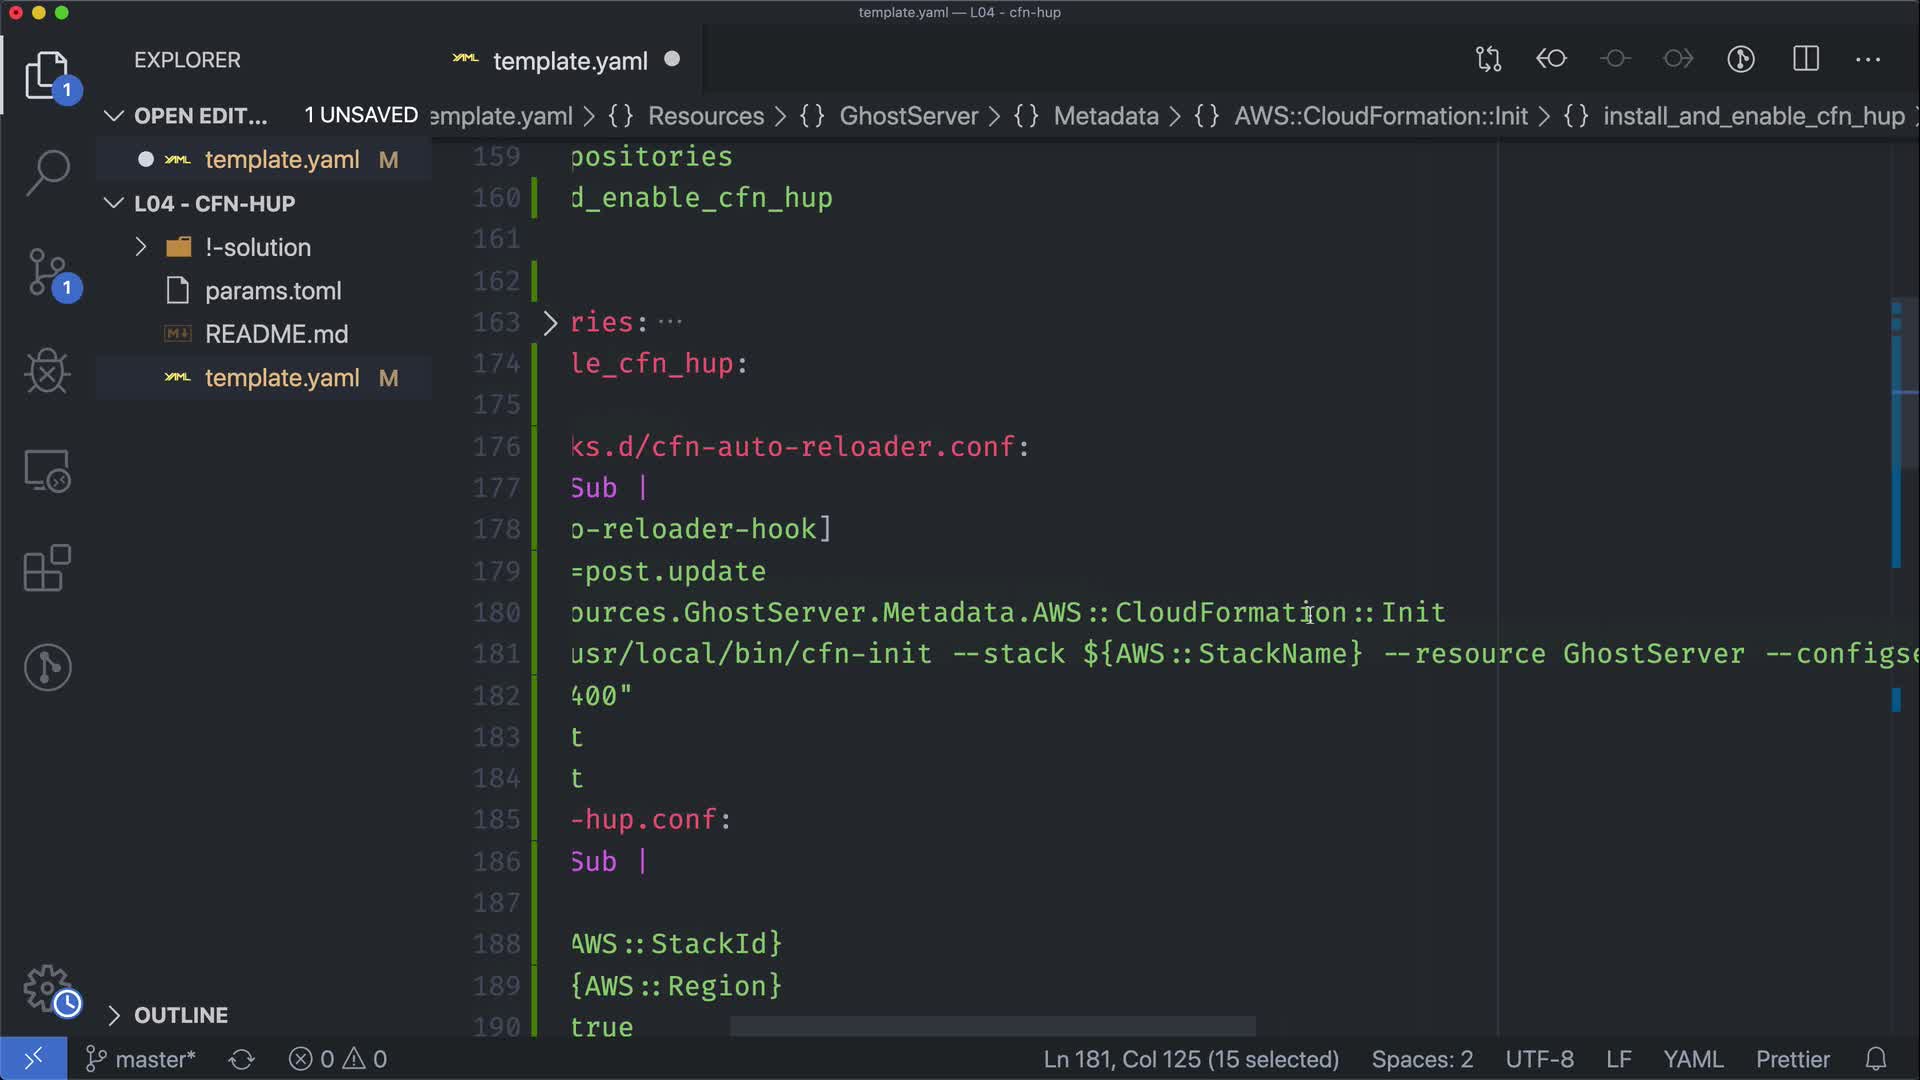 template.yaml — L04 - cfn-hup
EXPLORER
template.yaml
OPEN EDIT... 1 UNSAVED
emplate.yaml > {} Resources > {} GhostServer > {} Metadata > {} AWS::CloudFormation::Init > {} install_and_enable_cfn_hup >
template.yaml M
L04 - CFN-HUP
!-solution
params.toml
README.md
template.yaml M
159 positories
160 d_enable_cfn_hup
161
162
163 ries: ...
174 le_cfn_hup:
175
176 ks.d/cfn-auto-reloader.conf:
177 Sub |
178 o-reloader-hook]
179 =post.update
180 ources.GhostServer.Metadata.AWS::CloudFormation::Init
181 usr/local/bin/cfn-init --stack ${AWS::StackName} --resource GhostServer --configse
182 400"
183 t
184 t
185 -hup.conf:
186 Sub |
187
188 AWS::StackId}
189 {AWS::Region}
190 true
1
1
OUTLINE
master* 0 0 Ln 181, Col 125 (15 selected) Spaces: 2 UTF-8 LF YAML Prettier